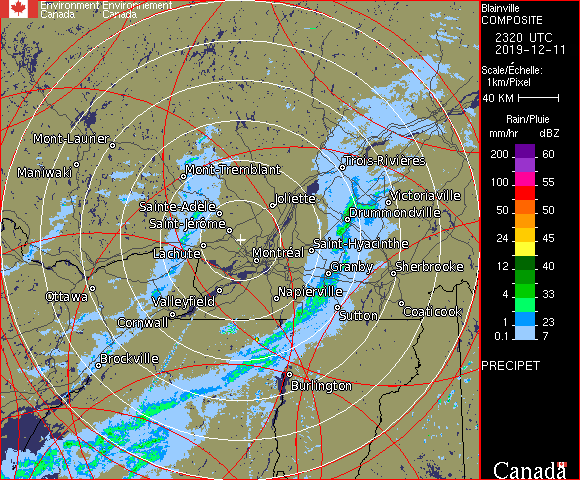 Environment Environnement
Canada Canada
Blainville
COMPOSITE
2320 UTC
2019-12-11
Scale/Échelle:
1km/Pixel
40 KM
Rain/Pluie
mm/hr dBZ
200 60
100 55
50 50
24 45
12 40
4 33
1 23
0.1 7
PRECIPET
Mont-Laurier
Maniwaki
Mont-Tremblant
Trois-Rivières
Sainte-Adèle
Joliette
Victoriaville
Drummondville
Saint-Jérôme
Lachute
Montréal
Saint-Hyacinthe
Granby
Sherbrooke
Ottawa
Valleyfield
Napierville
Cornwall
Sutton
Coaticook
Brockville
Burlington
Canada